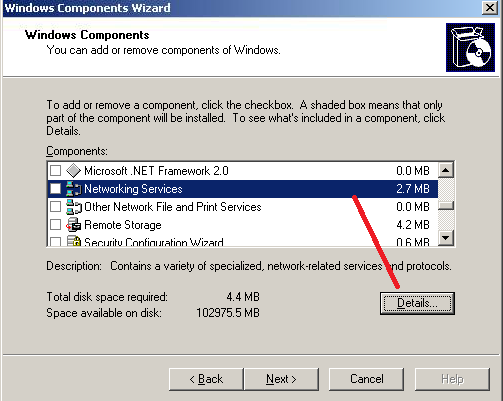 Windows Components Wizard
Windows Components
You can add or remove components of Windows.
To add or remove a component, click the checkbox. A shaded box means that only
part of the component will be installed. To see what's included in a component, click
Details.
Components:
Microsoft .NET Framework 2.0 0.0 MB
Networking Services 2.7 MB
Other Network File and Print Services 0.0 MB
Remote Storage 4.2 MB
Security Configuration Wizard 0.6 MB
Description: Contains a variety of specialized, network-related services and protocols.
Total disk space required: 4.4 MB
Space available on disk: 102975.5 MB
Details...
< Back Next > Cancel Help